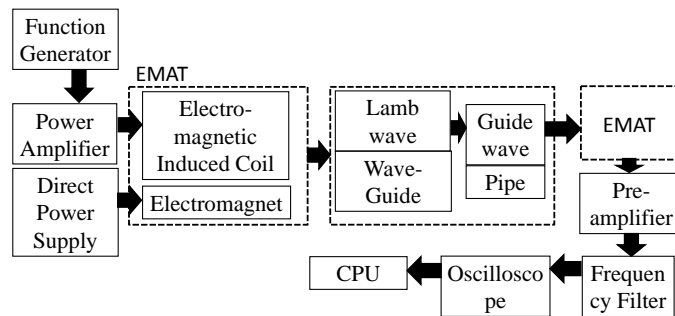 Function
Generator
EMAT
Power
Amplifier
Electro-
magnetic
Induced Coil
Direct
Power
Supply
Electromagnet
Lamb
wave
Wave-
Guide
Guide
wave
Pipe
EMAT
Pre-
amplifier
Frequen
cy Filter
Oscillosco
pe
CPU